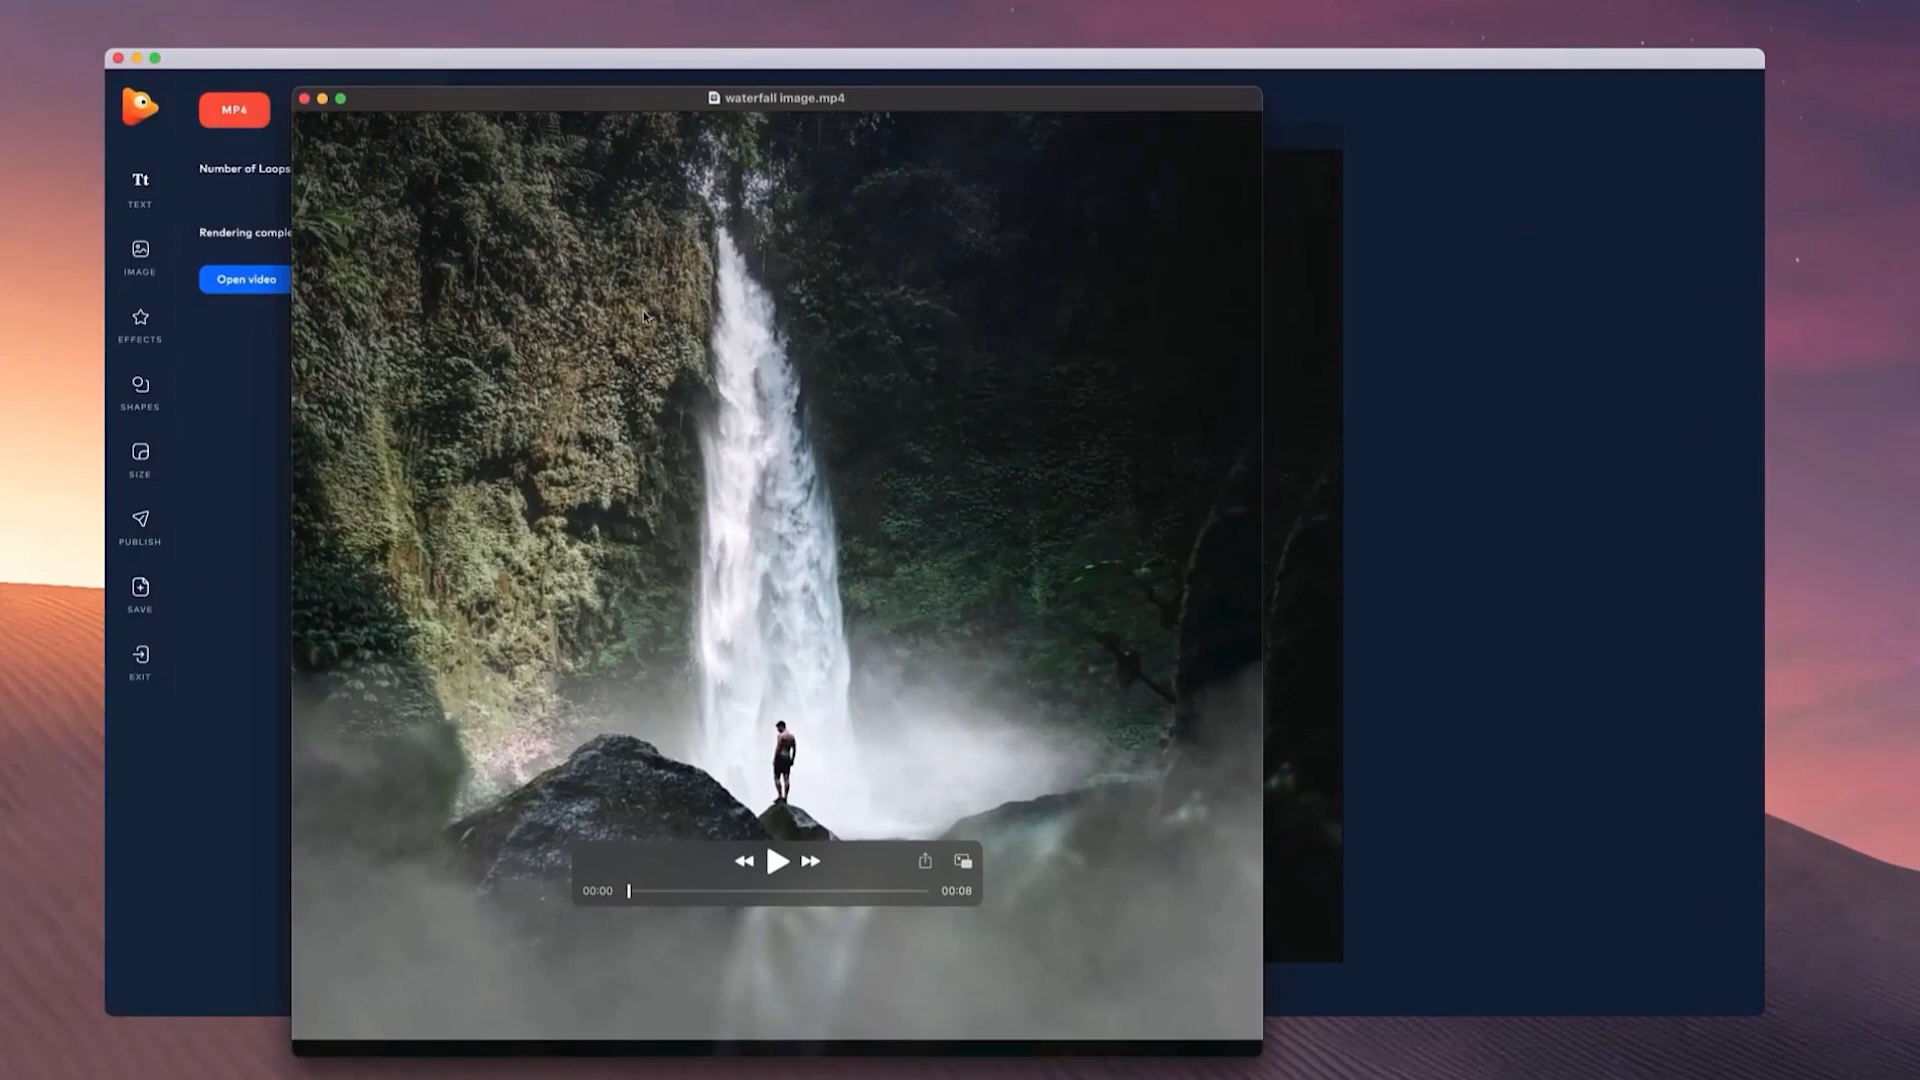 waterfall image.mp4
MP4
Number of Loops
Rendering comple
Open video
Tt
TEXT
IMAGE
EFFECTS
SHAPES
SIZE
PUBLISH
SAVE
EXIT
00:00
00:08